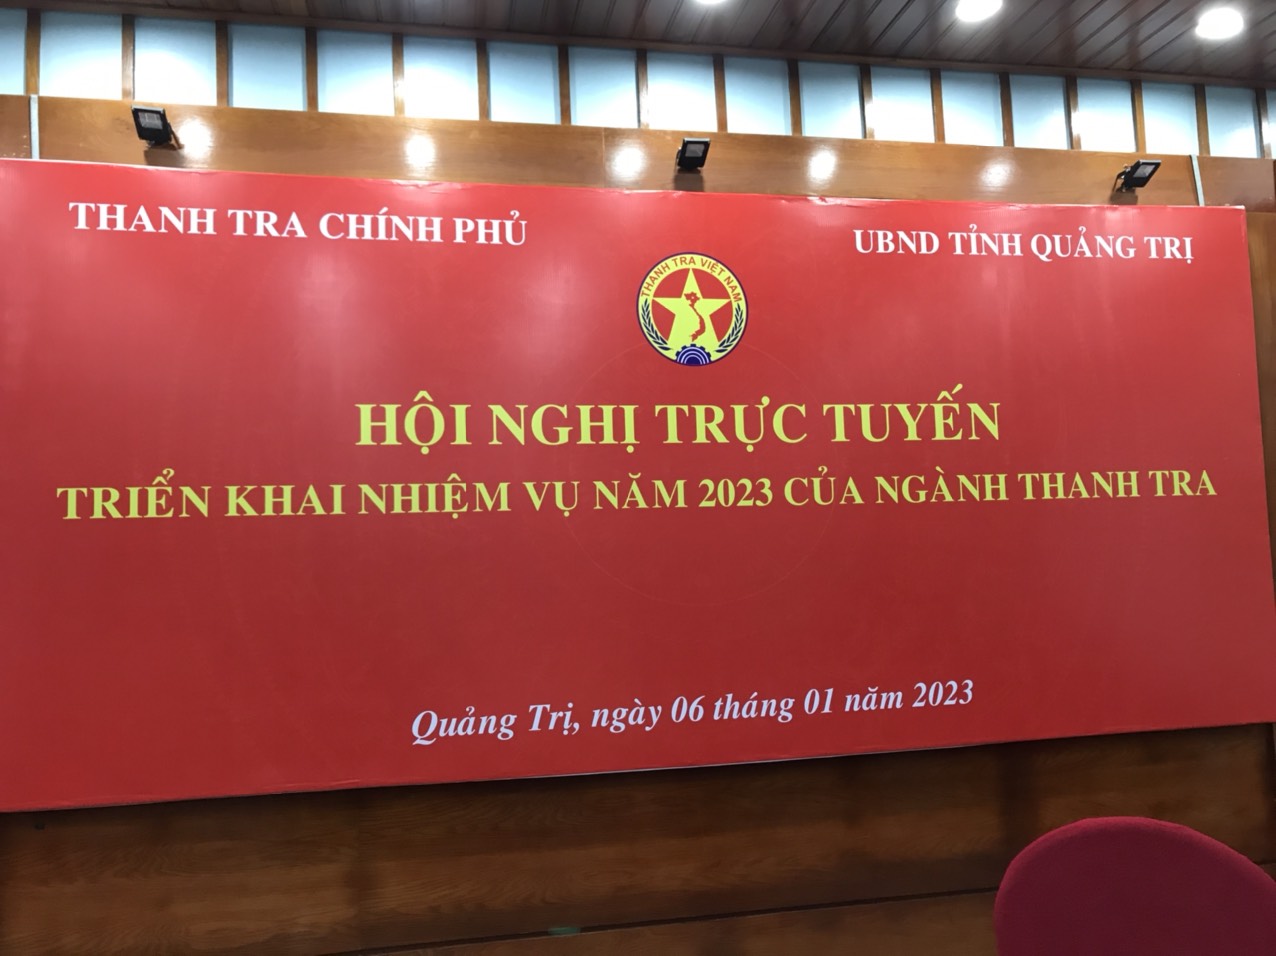 THANH TRA CHÍNH PHỦ
UBND TỈNH QUẢNG TRỊ
THANH TRA VIỆT NAM
HỘI NGHỊ TRỰC TUYẾN
TRIỂN KHAI NHIỆM VỤ NĂM 2023 CỦA NGÀNH THANH TRA
Quảng Trị, ngày 06 tháng 01 năm 2023